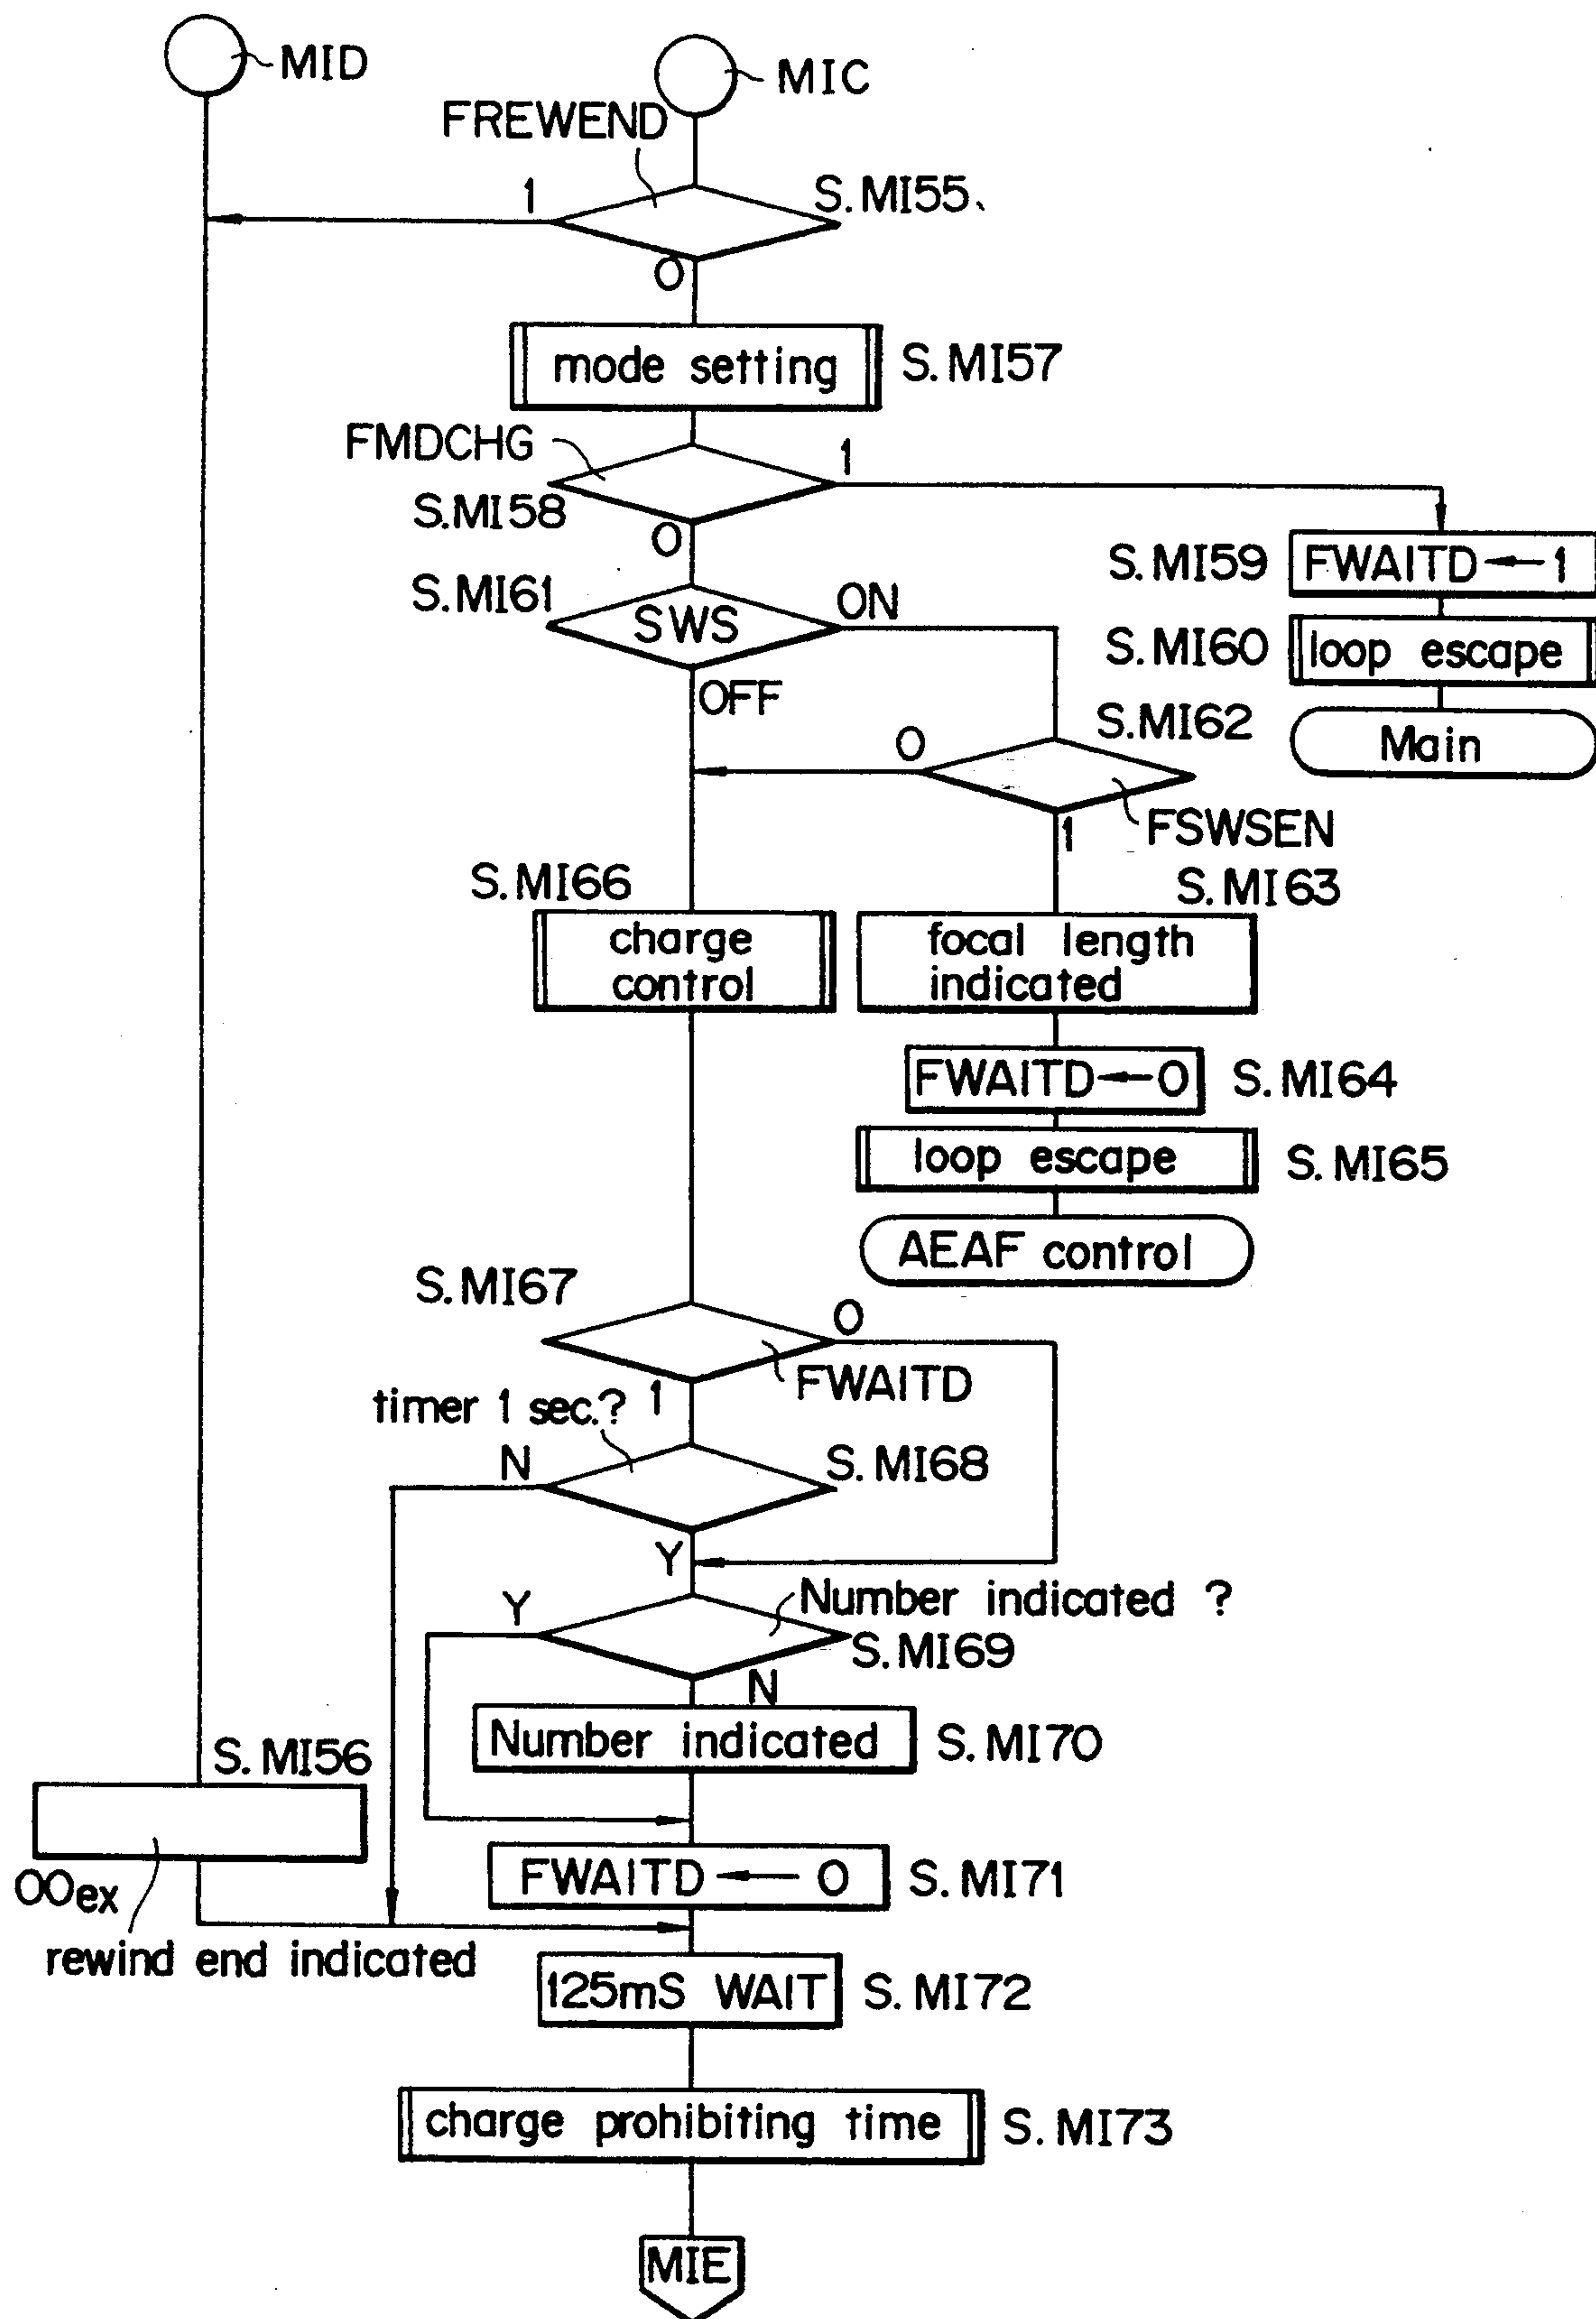 MID
MIC
FREWEND
1
S.MI55
0
mode setting
S.MI57
FMDCHG
1
S.MI58
0
S.MI59
FWAITD←1
S.MI61
SWS
ON
S.MI60
loop escape
OFF
S.MI62
Main
0
FSWSEN
1
S.MI66
S.MI63
charge
control
focal length
indicated
FWAITD←0
S.MI64
loop escape
S.MI65
AEAF control
S.MI67
0
FWAITD
timer 1 sec.?
1
N
S.MI68
Y
Number indicated ?
Y
S.MI69
N
Number indicated
S.MI70
S.MI56
FWAITD ← 0
S.MI71
00ex
rewind end indicated
125mS WAIT
S.MI72
charge prohibiting time
S.MI73
MIE